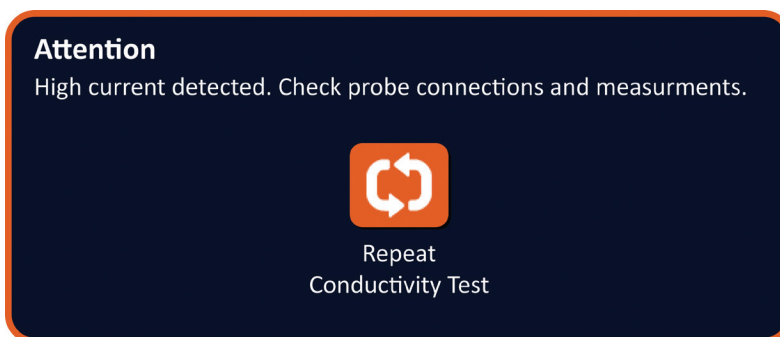 Attention
High current detected. Check probe connections and measurments.
Repeat
Conductivity Test